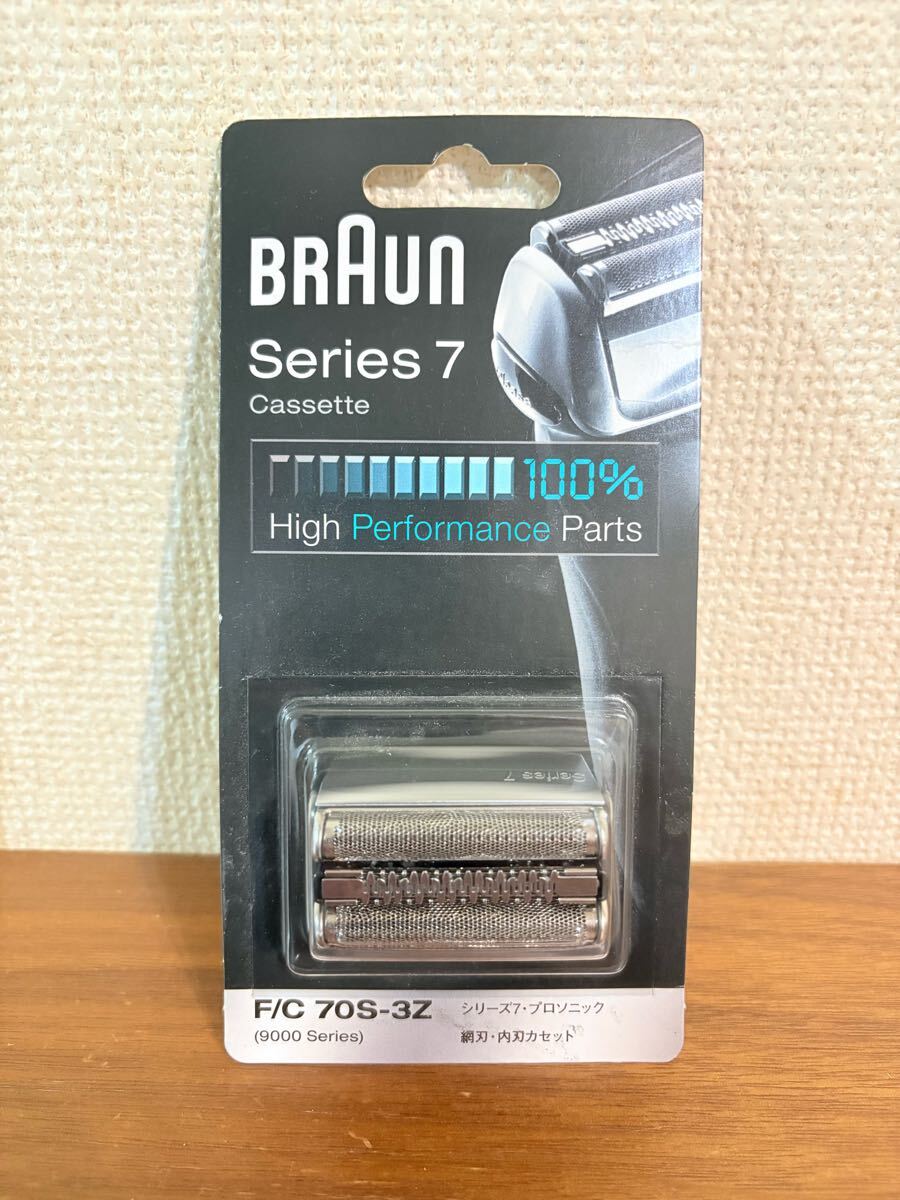 BRAUN
Series 7
Cassette
100%
High Performance Parts
Series 7
F/C 70S-3Z
(9000 Series)
シリーズ7・プロソニック
網刃・内刃カセット